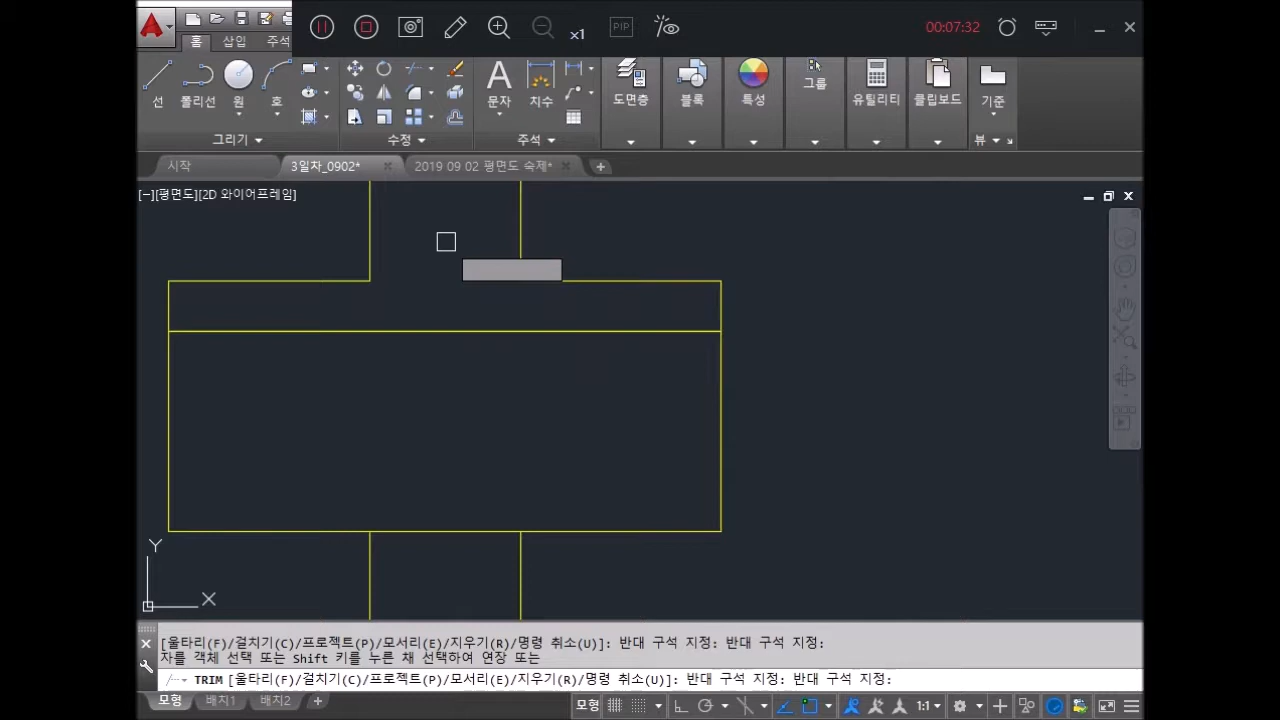 x1
PIP
00:07:32
홈 삽입 주석
선 폴리선 원 호
문자 치수
도면층 블록 특성 그룹 유틸리티 클립보드 기준
그리기 수정 주석 뷰
시작 3일차_0902* 2019 09 02 평면도 숙제*
[−][평면도][2D 와이어프레임]
Y
X
[울타리(F)/걸치기(C)/프로젝트(P)/모서리(E)/지우기(R)/명령 취소(U)]: 반대 구석 지정: 반대 구석 지정:
자를 객체 선택 또는 Shift 키를 누른 채 선택하여 연장 또는
TRIM [울타리(F)/걸치기(C)/프로젝트(P)/모서리(E)/지우기(R)/명령 취소(U)]: 반대 구석 지정: 반대 구석 지정:
모형 배치1 배치2 + 모형 1:1